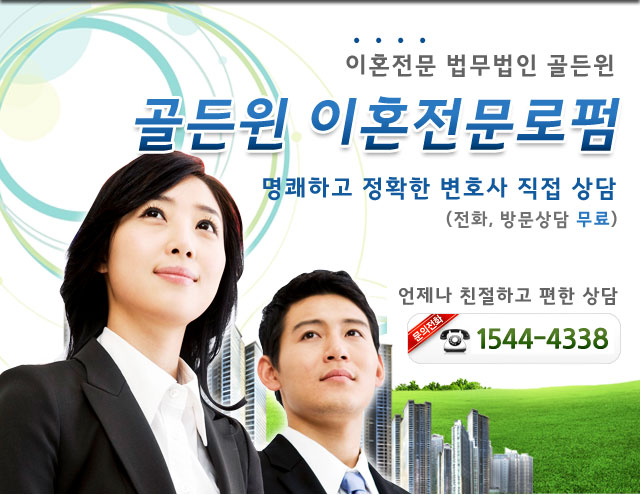 이혼전문 법무법인 골든윈
골든윈 이혼전문로펌
명쾌하고 정확한 변호사 직접 상담
(전화, 방문상담 무료)
언제나 친절하고 편한 상담
문의전화
1544-4338